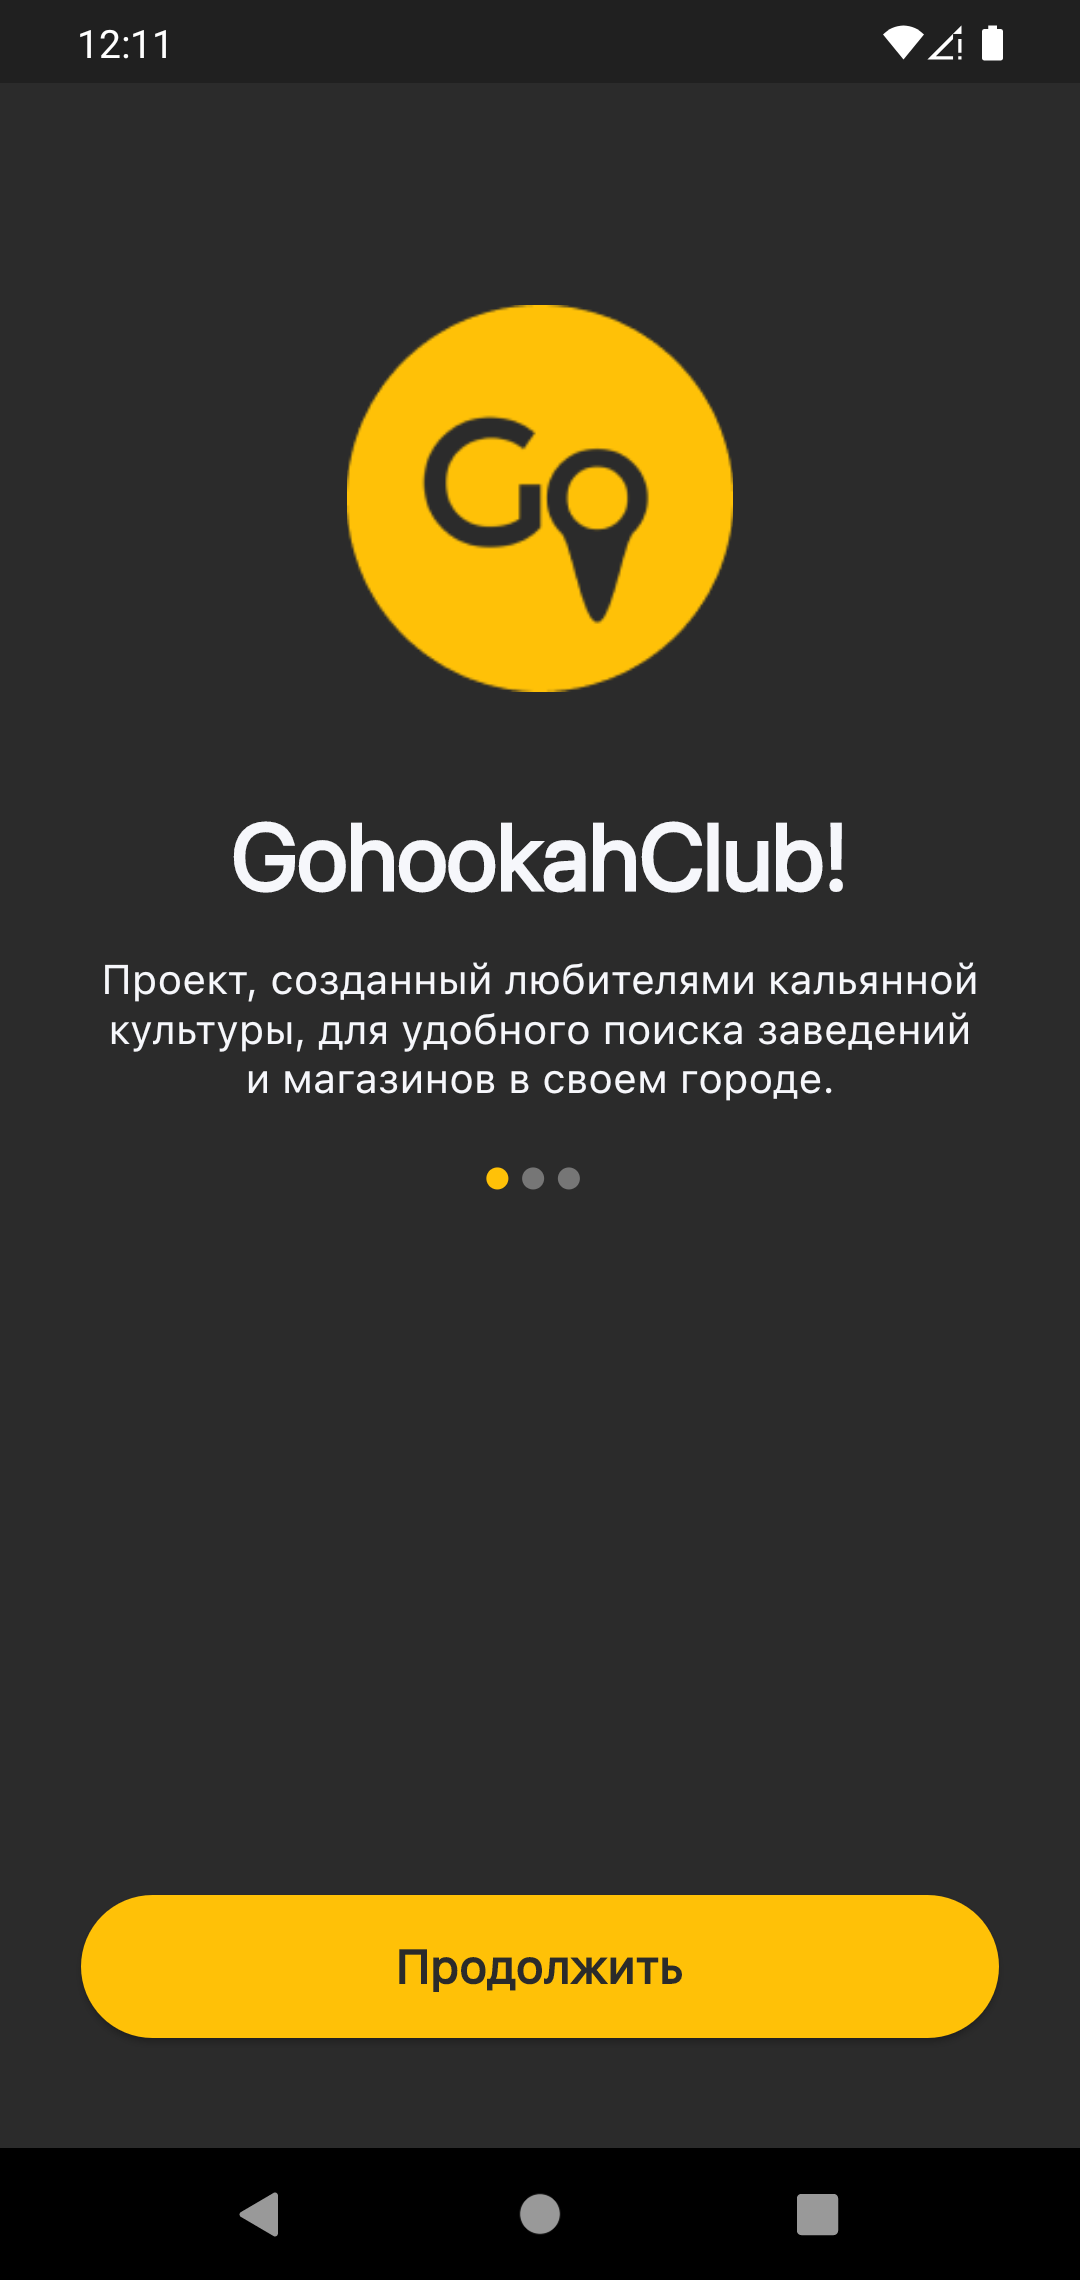 12:11
Go
GohookahClub!
Проект, созданный любителями кальянной
культуры, для удобного поиска заведений
и магазинов в своем городе.
Продолжить